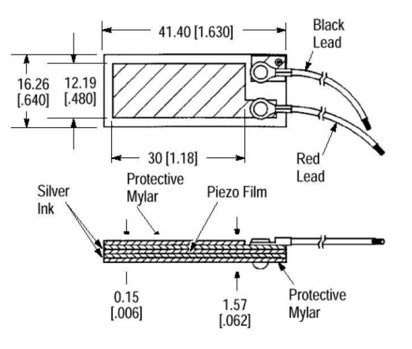 41.40 [1.630]
Black
Lead
16.26
[.640]
12.19
[.480]
30 [1.18]
Red
Lead
Silver
Ink
Protective
Mylar
Piezo Film
0.15
[.006]
1.57
[.062]
Protective
Mylar